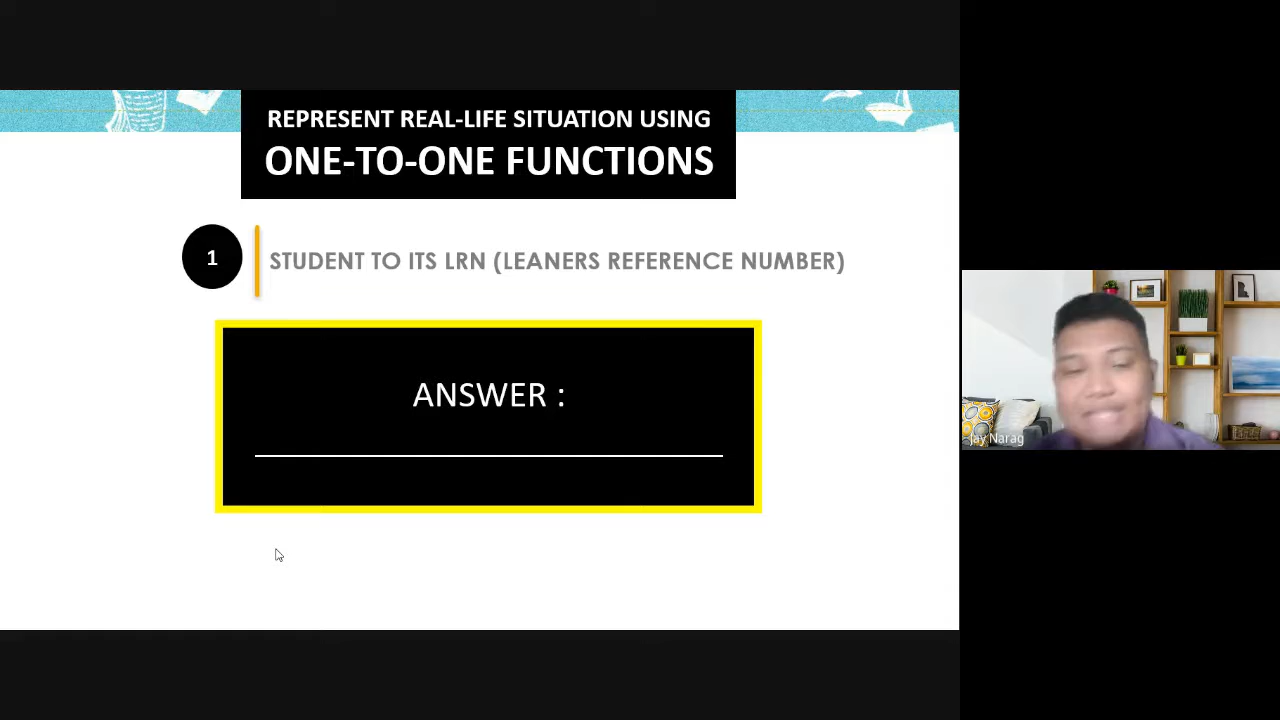 REPRESENT REAL-LIFE SITUATION USING
ONE-TO-ONE FUNCTIONS
1
STUDENT TO ITS LRN (LEANERS REFERENCE NUMBER)
ANSWER :
Jay Narag